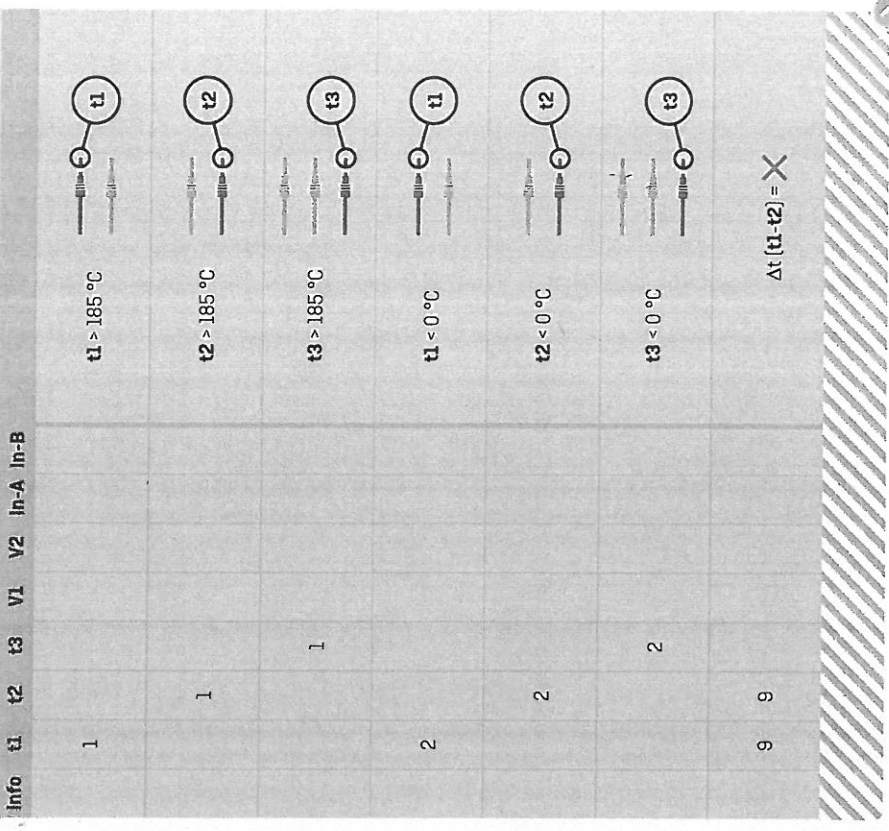 Info t1 t2 t3 V1 V2 In-A In-B
1 t1 > 185 °C t1
1 t2 > 185 °C t2
1 t3 > 185 °C t3
2 t1 < 0 °C t1
2 t2 < 0 °C t2
2 t3 < 0 °C t3
9 9 Δt [t1-t2] =